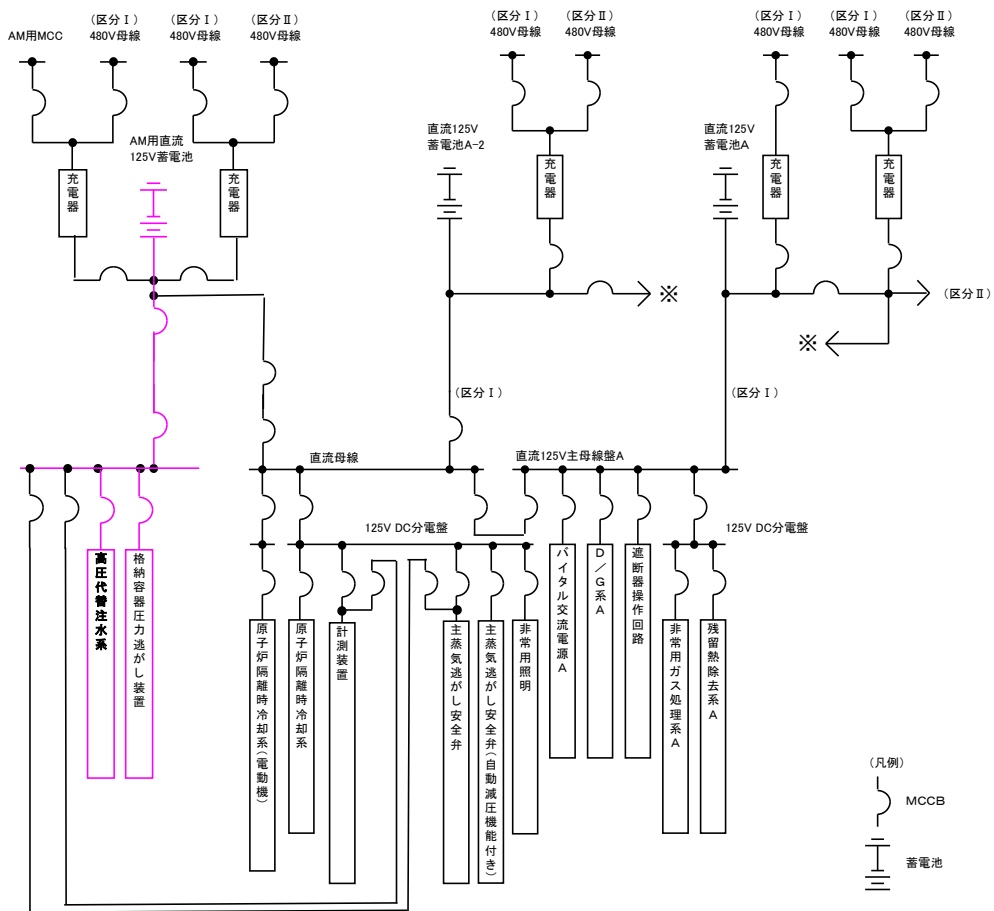 AM用MCC
(区分Ⅰ)
480V母線
(区分Ⅰ)
480V母線
(区分Ⅱ)
480V母線
(区分Ⅰ)
480V母線
(区分Ⅱ)
480V母線
(区分Ⅰ)
480V母線
(区分Ⅰ)
480V母線
(区分Ⅱ)
480V母線
AM用直流
125V蓄電池
直流125V
蓄電池A-2
直流125V
蓄電池A
充電器
充電器
充電器
充電器
充電器
※
(区分Ⅱ)
※
(区分Ⅰ)
(区分Ⅰ)
直流母線
直流125V主母線盤A
125V DC分電盤
125V DC分電盤
高圧代替注水系
格納容器圧力逃がし装置
原子炉隔離時冷却系(電動機)
原子炉隔離時冷却系
計測装置
主蒸気逃がし安全弁
主蒸気逃がし安全弁(自動減圧機能付き)
非常用照明
バイタル交流電源A
D/G系A
遮断器操作回路
非常用ガス処理系A
残留熱除去系A
(凡例)
MCCB
蓄電池